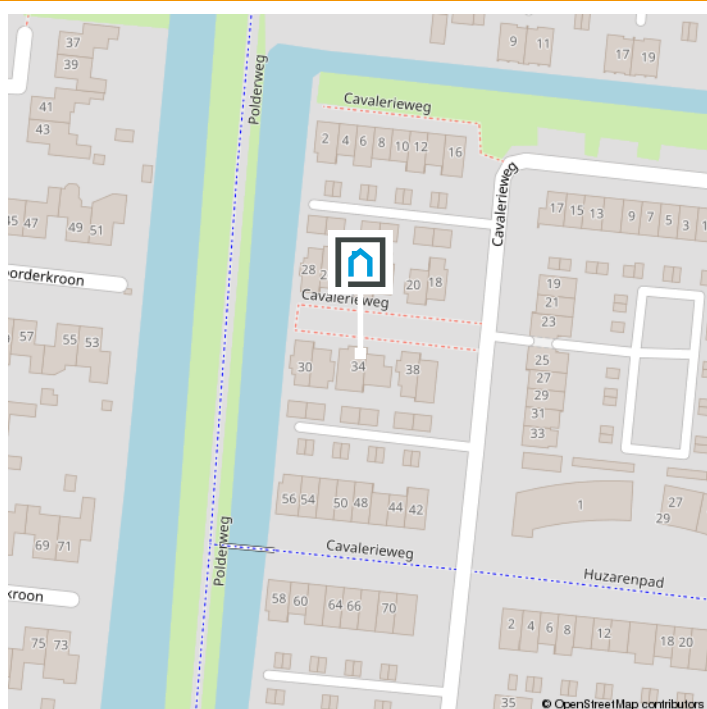 37
39
41
43
47
49
51
57
55
53
69
71
75
73
Polderweg
Polderweg
Cavalerieweg
9 11
17 19
2 4 6 8 10 12 16
Cavalerieweg
17 15 13 9 7 5 3
28
20 18
Cavalerieweg
19
21
23
25
27
29
31
33
30 34 38
56 54 50 48 44 42
1
27
29
Cavalerieweg
Huzarenpad
58 60 64 66 70
2 4 6 8 12 18 20
35
© OpenStreetMap contributors